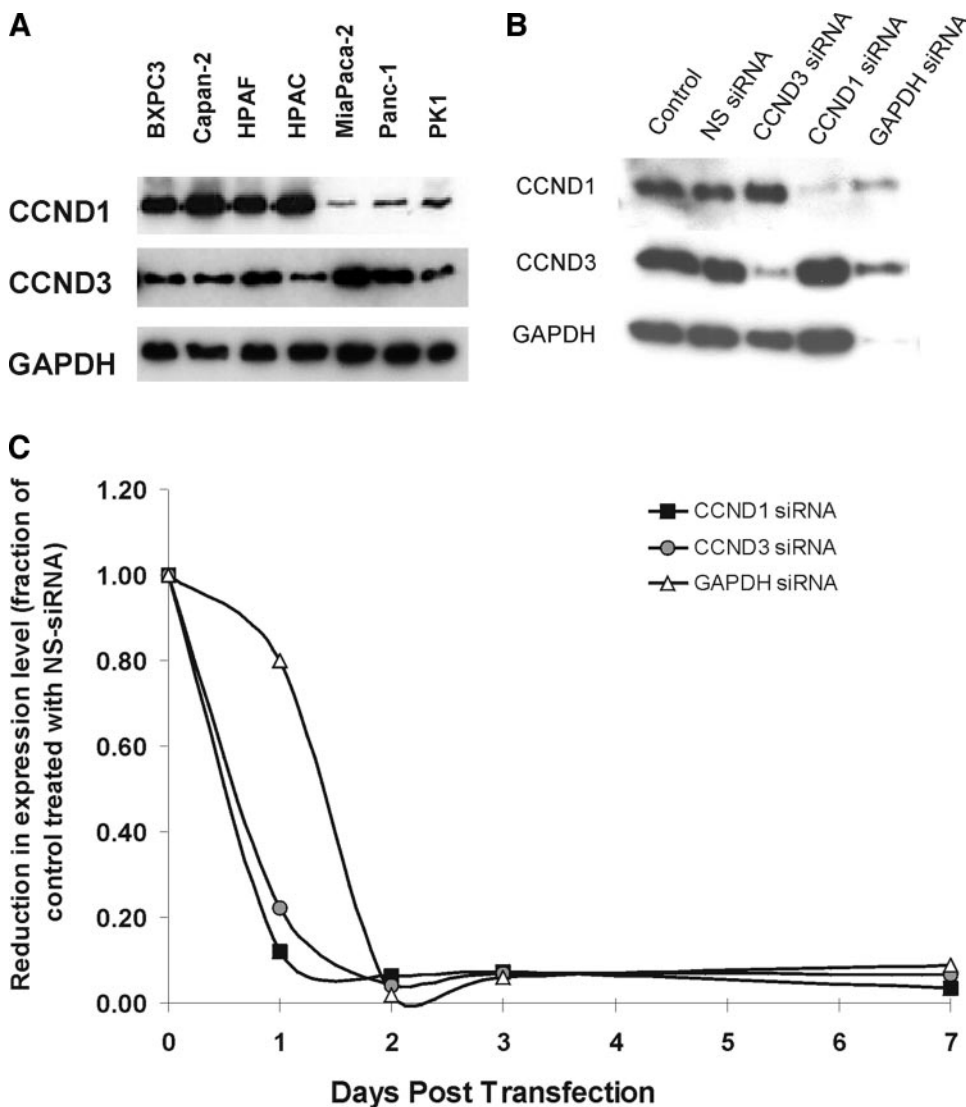 A
BXPC3
Capan-2
HPAF
HPAC
MiaPaca-2
Panc-1
PK1
CCND1
CCND3
GAPDH
B
Control
NS siRNA
CCND3 siRNA
CCND1 siRNA
GAPDH siRNA
CCND1
CCND3
GAPDH
C
Reduction in expression level (fraction of
control treated with NS-siRNA)
1.20
1.00
0.80
0.60
0.40
0.20
0.00
CCND1 siRNA
CCND3 siRNA
GAPDH siRNA
0 1 2 3 4 5 6 7
Days Post Transfection